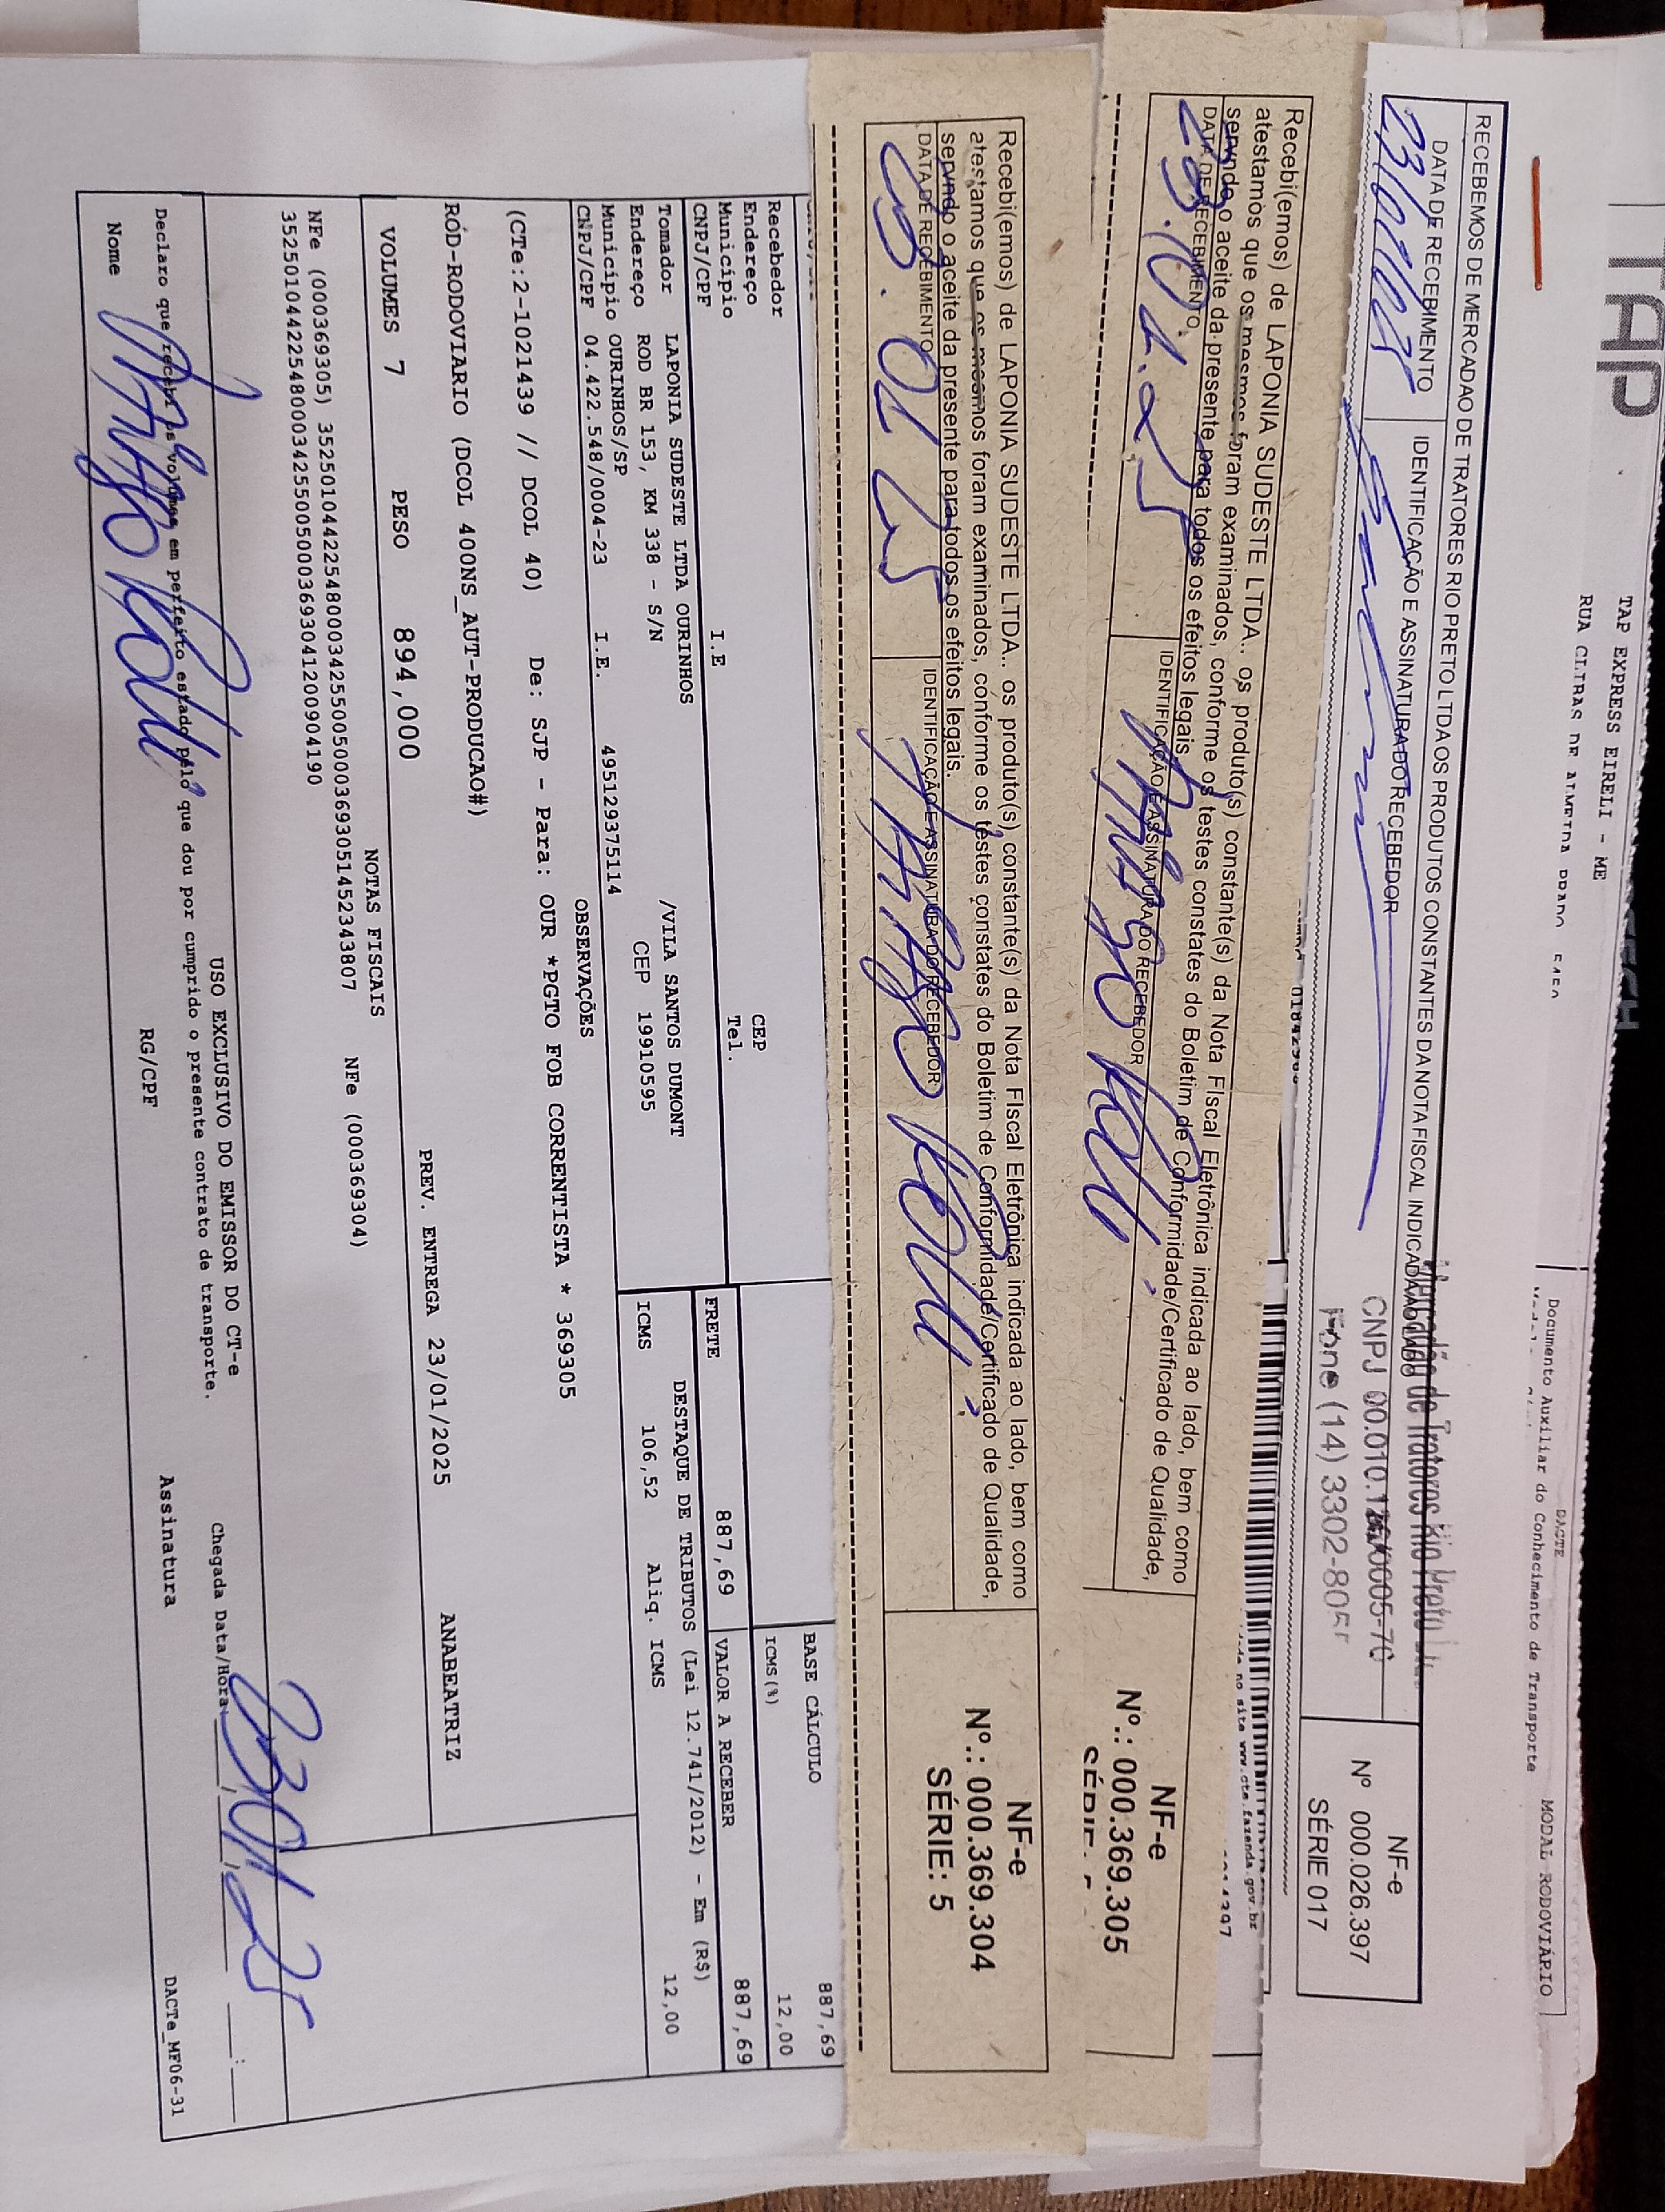 TAP
TAP EXPRESS EIRELI - ME
DACTE
Documento Auxiliar do Conhecimento de Transporte
MODAL RODOVIÁRIO
RECEBEMOS DE MERCADAO DE TRATORES RIO PRETO LTDA OS PRODUTOS CONSTANTES DA NOTA FISCAL INDICADA AO LADO
DATA DE RECEBIMENTO
IDENTIFICAÇÃO E ASSINATURA DO RECEBEDOR
NF-e
Nº 000.026.397
SÉRIE 017
Fone (14) 3302-805
Recebi(emos) de LAPONIA SUDESTE LTDA.. os produto(s) constante(s) da Nota FIscal Eletrônica indicada ao lado, bem como
atestamos que os mesmos foram examinados, conforme os testes constates do Boletim de Conformidade/Certificado de Qualidade,
servndo o aceite da presente para todos os efeitos legais.
DATA DE RECEBIMENTO
IDENTIFICAÇÃO E ASSINATURA DO RECEBEDOR
23.01.25
NF-e
Nº.: 000.369.305
Recebi(emos) de LAPONIA SUDESTE LTDA.. os produto(s) constante(s) da Nota FIscal Eletrônica indicada ao lado, bem como
atestamos que os mesmos foram examinados, conforme os testes constates do Boletim de Conformidade/Certificado de Qualidade,
servndo o aceite da presente para todos os efeitos legais.
DATA DE RECEBIMENTO
IDENTIFICAÇÃO E ASSINATURA DO RECEBEDOR
NF-e
Nº.: 000.369.304
SÉRIE: 5
BASE CÁLCULO 887,69
Recebedor
Endereço CEP ICMS(%) 12,00
Município Tel.
CNPJ/CPF I.E FRETE 887,69 VALOR A RECEBER 887,69
Tomador LAPONIA SUDESTE LTDA OURINHOS
DESTAQUE DE TRIBUTOS (Lei 12.741/2012) - Em (R$)
Endereço ROD BR 153, KM 338 - S/N /VILA SANTOS DUMONT
ICMS 106,52 Aliq. ICMS 12,00
Município OURINHOS/SP CEP 19910595
CNPJ/CPF 04.422.548/0004-23 I.E. 495129375114
OBSERVAÇÕES
(CTe:2-1021439 // DCOL 40) De: SJP - Para: OUR *PGTO FOB CORRENTISTA * 369305
RÓD-RODOVIARIO (DCOL 400NS_AUT-PRODUCAO#)
VOLUMES 7 PESO 894,000 PREV. ENTREGA 23/01/2025 ANABEATRIZ
NOTAS FISCAIS
NFe (000369305) 35250104422548000342550050003693051452343807 NFe (000369304)
35250104422548000342550050003693041200904190
USO EXCLUSIVO DO EMISSOR DO CT-e
Declaro que recebi os volumes em perfeito estado pelo que dou por cumprido o presente contrato de transporte.
Chegada Data/Hora
Nome RG/CPF Assinatura
DACTe_MF06-31